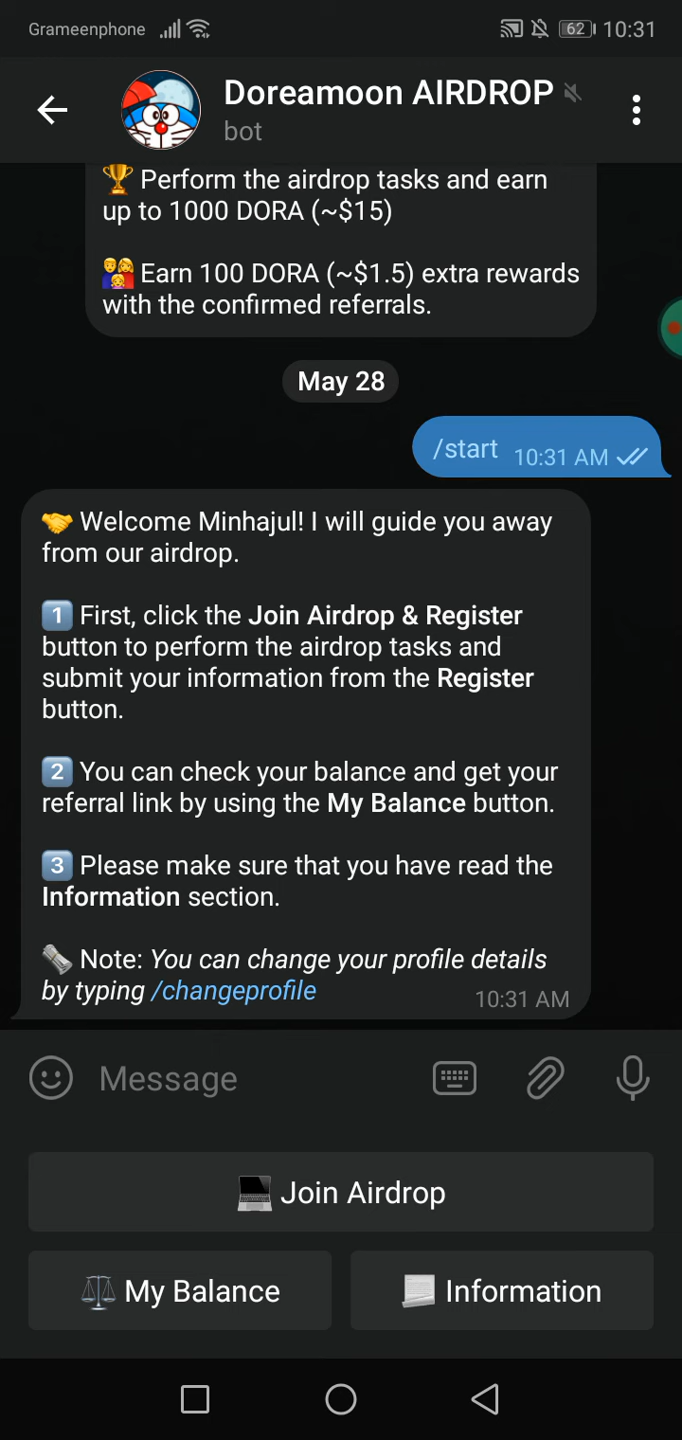 Grameenphone 62 10:31
Doreamoon AIRDROP
bot
🏆 Perform the airdrop tasks and earn
up to 1000 DORA (~$15)
👨‍👩‍👧 Earn 100 DORA (~$1.5) extra rewards
with the confirmed referrals.
May 28
/start 10:31 AM
🤝 Welcome Minhajul! I will guide you away
from our airdrop.
1️⃣ First, click the Join Airdrop & Register
button to perform the airdrop tasks and
submit your information from the Register
button.
2️⃣ You can check your balance and get your
referral link by using the My Balance button.
3️⃣ Please make sure that you have read the
Information section.
🗞 Note: You can change your profile details
by typing /changeprofile 10:31 AM
Message
💻 Join Airdrop
⚖️ My Balance
📃 Information